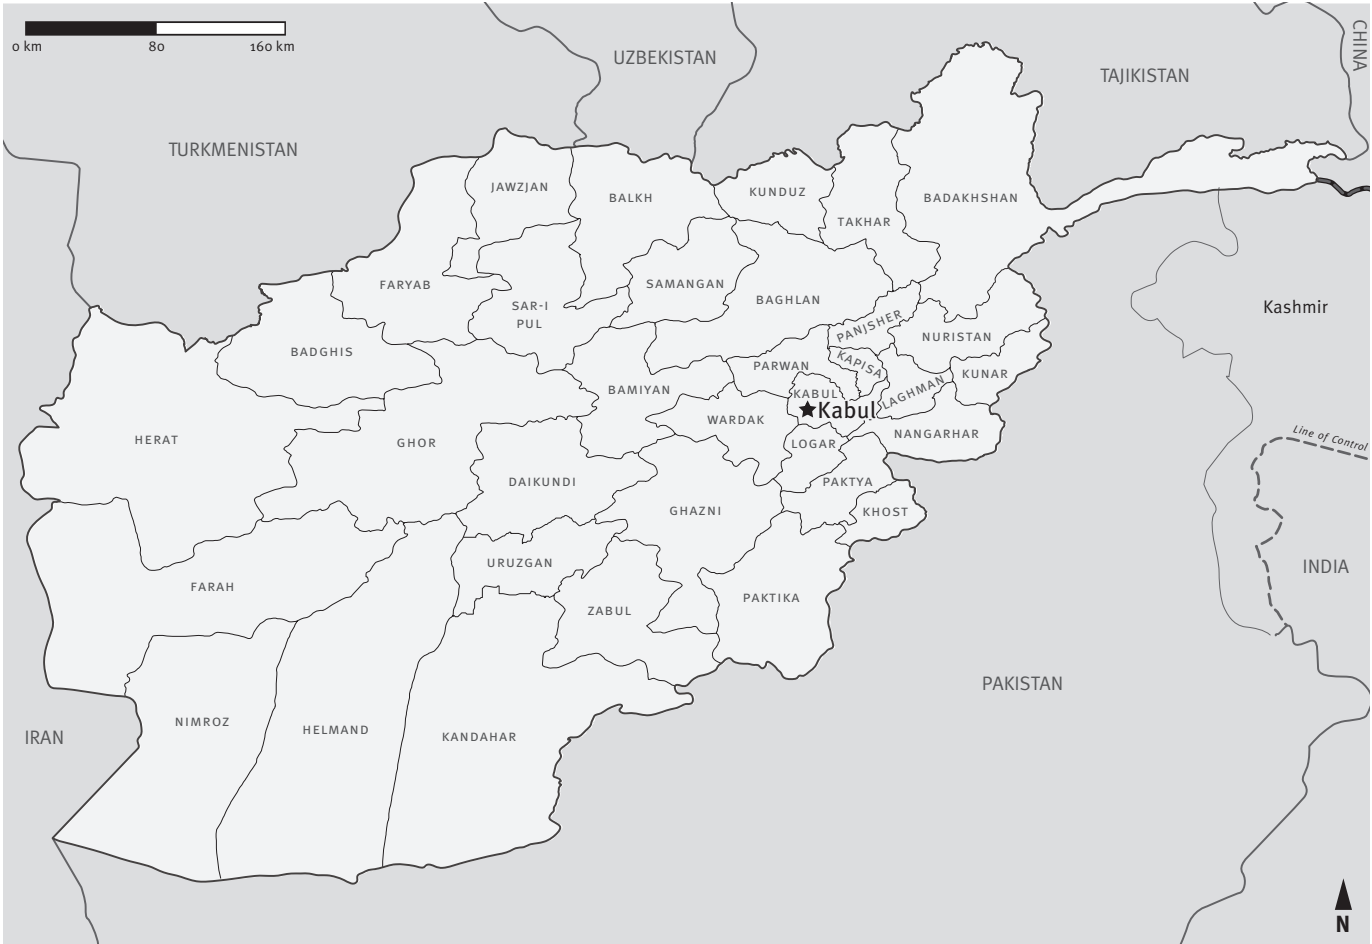 0 km 80 160 km
UZBEKISTAN
CHINA
TAJIKISTAN
TURKMENISTAN
JAWZJAN
BALKH
KUNDUZ
TAKHAR
BADAKHSHAN
FARYAB
SAMANGAN
BAGHLAN
SAR-I
PUL
PANJSHER
NURISTAN
Kashmir
BADGHIS
PARWAN
KAPISA
KUNAR
BAMIYAN
KABUL
LAGHMAN
Kabul
HERAT
GHOR
WARDAK
LOGAR
NANGARHAR
Line of Control
DAIKUNDI
PAKTYA
GHAZNI
KHOST
URUZGAN
INDIA
FARAH
ZABUL
PAKTIKA
PAKISTAN
IRAN
NIMROZ
HELMAND
KANDAHAR
N